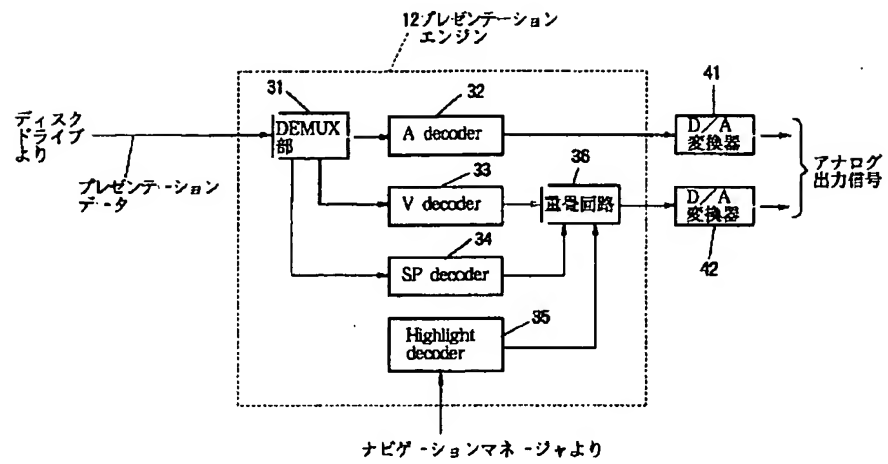 12プレゼンテーション
エンジン
31
32
41
ディスク
ドライブ
より
DEMUX
部
A decoder
D/A
変換器
プレゼンテーション
データ
33
36
アナログ
出力信号
V decoder
重畳回路
D/A
変換器
34
42
SP decoder
35
Highlight
decoder
ナビゲーションマネージャより